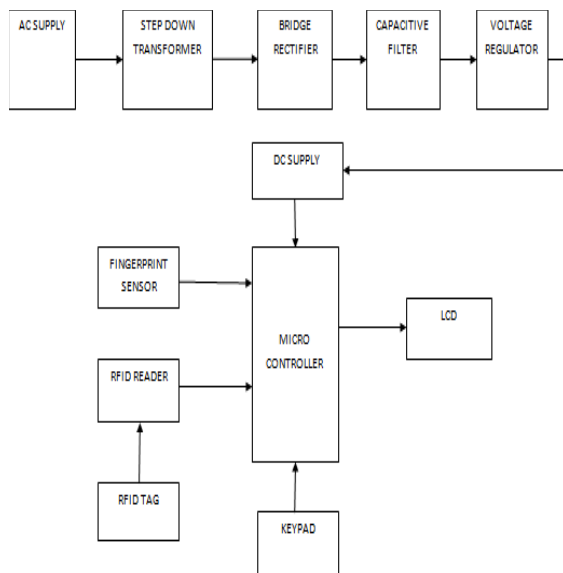 AC SUPPLY
STEP DOWN
TRANSFORMER
BRIDGE
RECTIFIER
CAPACITIVE
FILTER
VOLTAGE
REGULATOR
DC SUPPLY
FINGERPRINT
SENSOR
MICRO
CONTROLLER
LCD
RFID READER
RFID TAG
KEYPAD